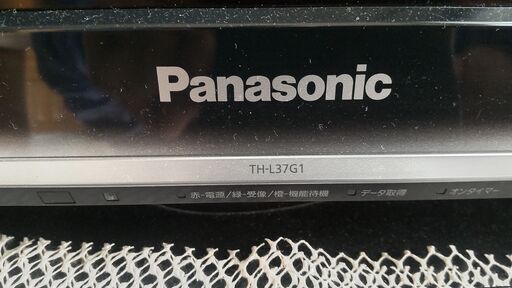 Panasonic
TH-L37G1
赤-電源/緑-受像/橙-機能待機 データ取得 オンタイマー